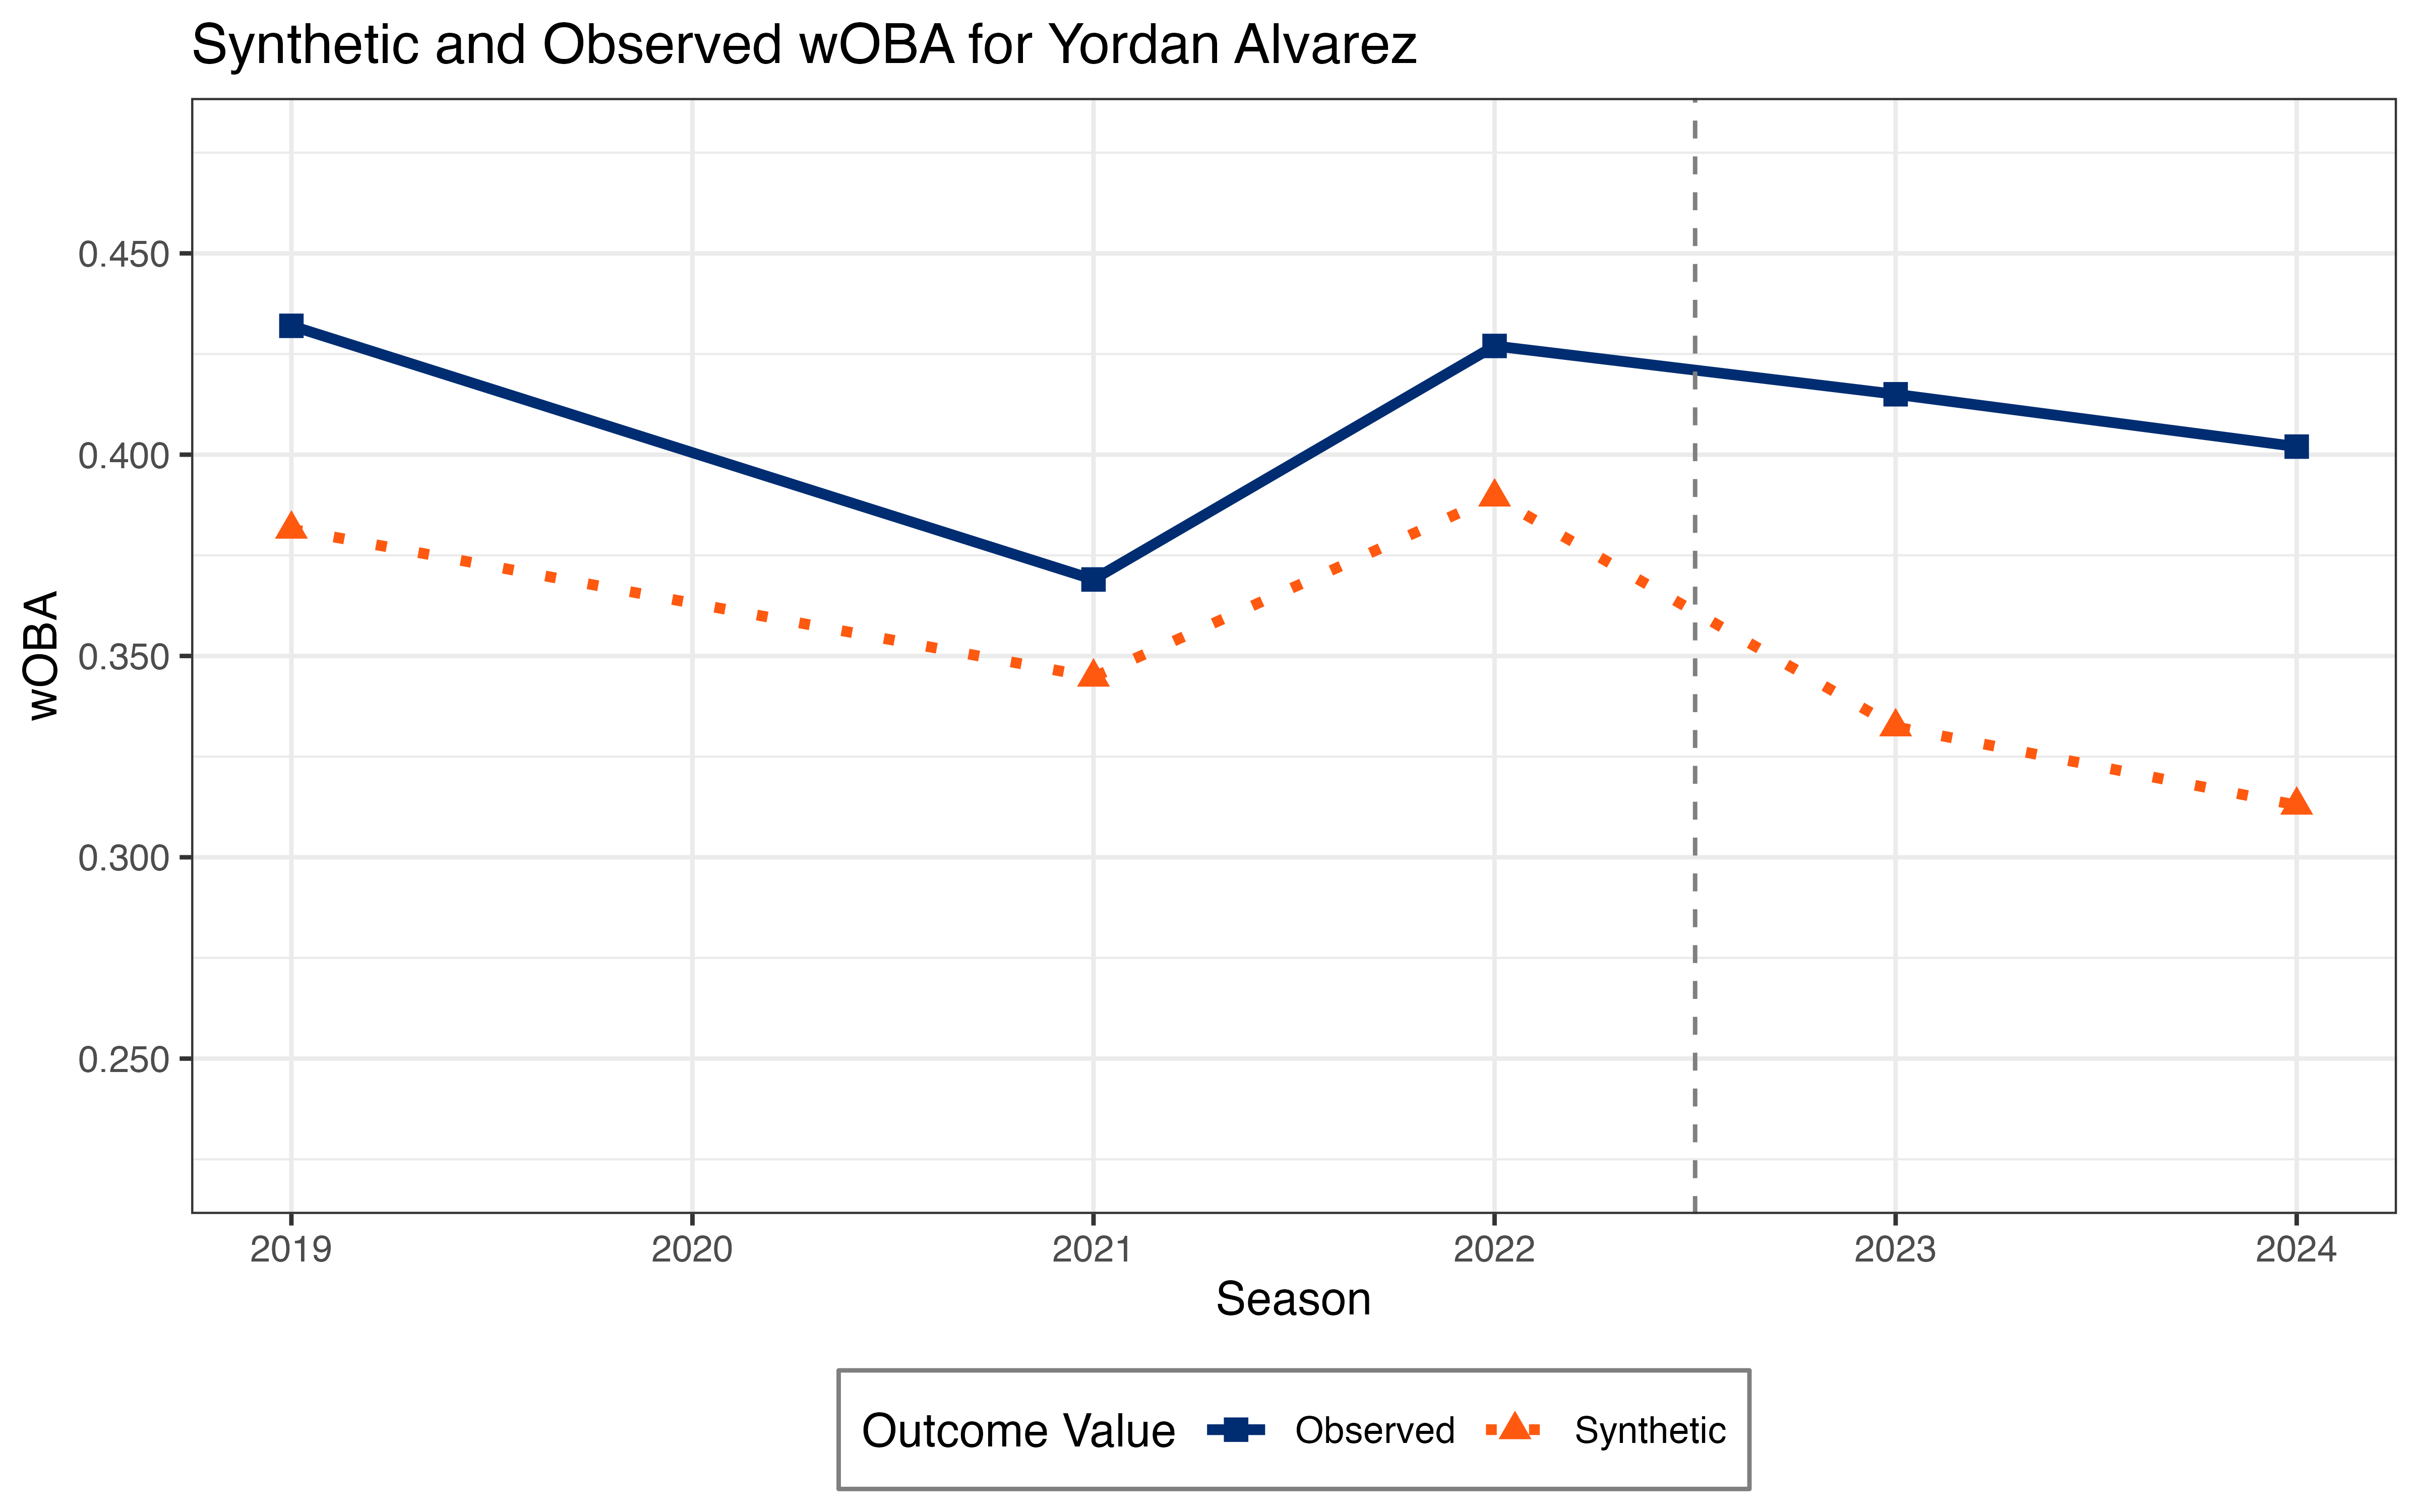 Synthetic and Observed wOBA for Yordan Alvarez
wOBA
0.450
0.400
0.350
0.300
0.250
2019 2020 2021 2022 2023 2024
Season
Outcome Value Observed Synthetic